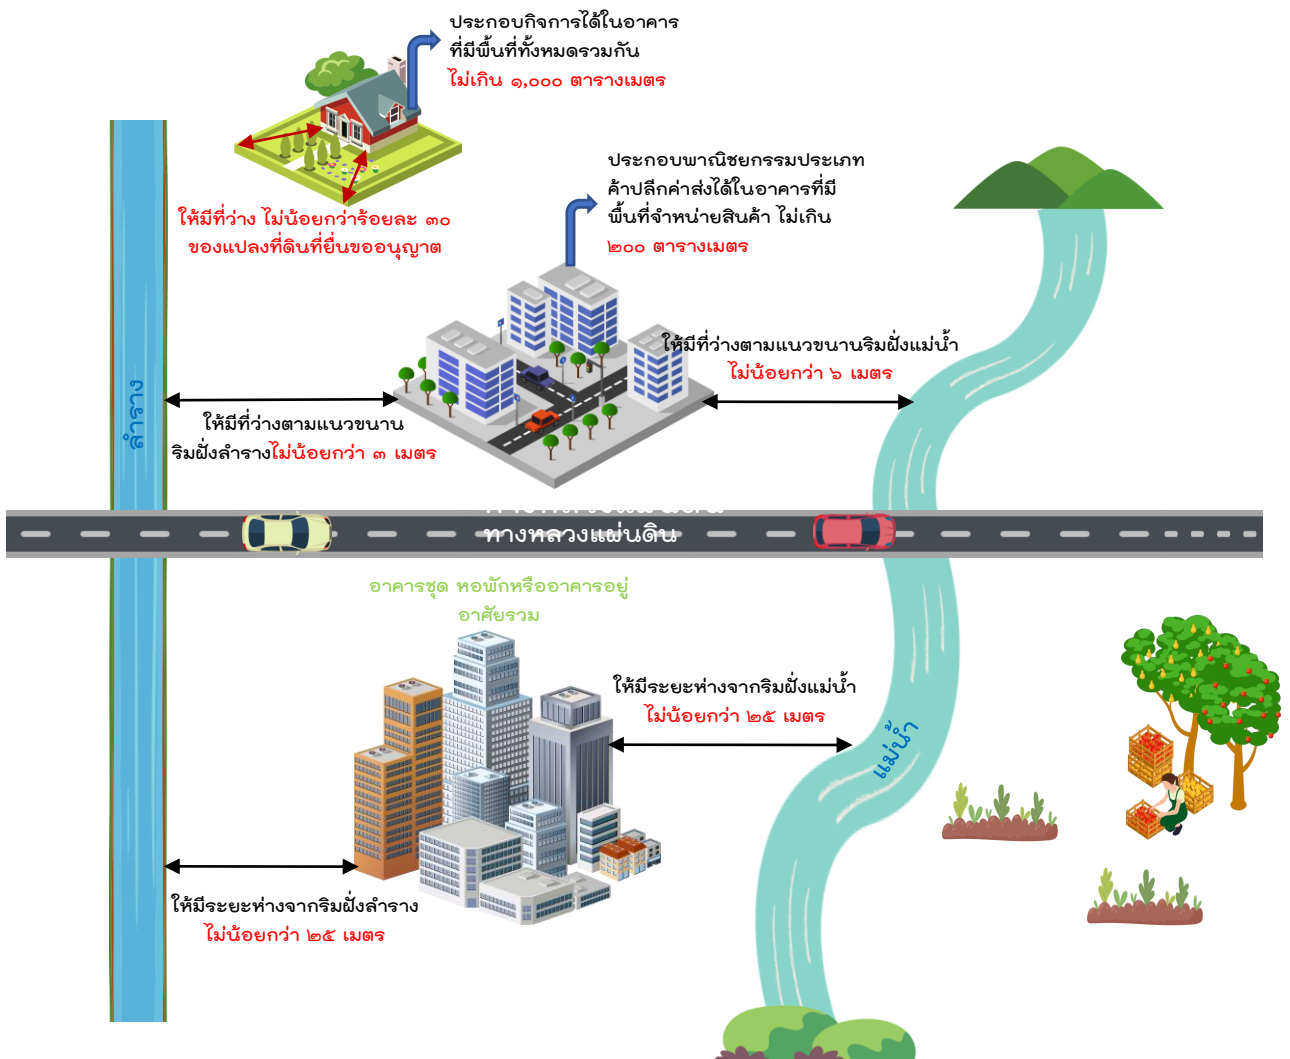 ประกอบกิจการได้ในอาคาร
ที่มีพื้นที่ทั้งหมดรวมกัน
ไม่เกิน ๑,๐๐๐ ตารางเมตร
ประกอบพาณิชยกรรมประเภท
ค้าปลีกค่าส่งได้ในอาคารที่มี
พื้นที่จำหน่ายสินค้า ไม่เกิน
๒๐๐ ตารางเมตร
ให้มีที่ว่าง ไม่น้อยกว่าร้อยละ ๓๐
ของแปลงที่ดินที่ยื่นขออนุญาต
ให้มีที่ว่างตามแนวขนานริมฝั่งแม่น้ำ
ไม่น้อยกว่า ๖ เมตร
ลำราง
ให้มีที่ว่างตามแนวขนาน
ริมฝั่งลำรางไม่น้อยกว่า ๓ เมตร
ทางหลวงแผ่นดิน
อาคารชุด หอพักหรืออาคารอยู่
อาศัยรวม
ให้มีระยะห่างจากริมฝั่งแม่น้ำ
ไม่น้อยกว่า ๒๕ เมตร
แม่น้ำ
ให้มีระยะห่างจากริมฝั่งลำราง
ไม่น้อยกว่า ๒๕ เมตร